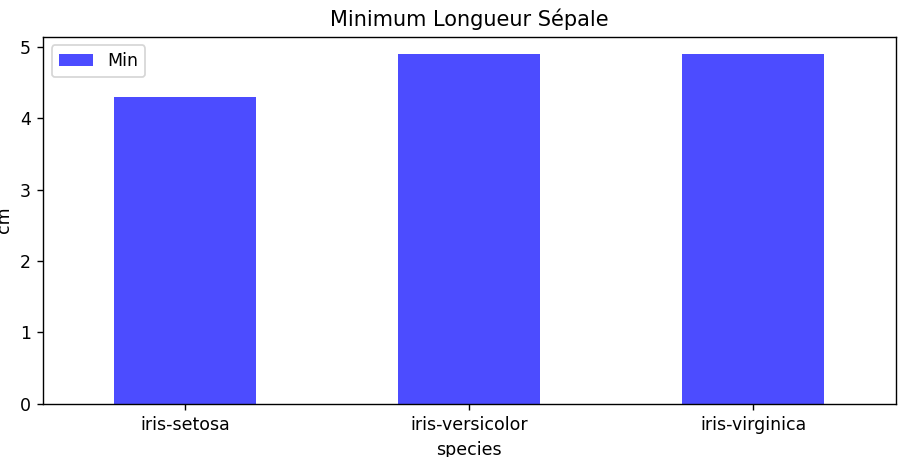 Minimum Longueur Sépale
Min
5
4
3
2
1
0
cm
iris-setosa
iris-versicolor
iris-virginica
species